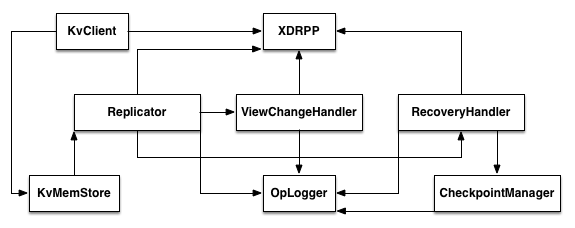 KvClient
XDRPP
Replicator
ViewChangeHandler
RecoveryHandler
KvMemStore
OpLogger
CheckpointManager